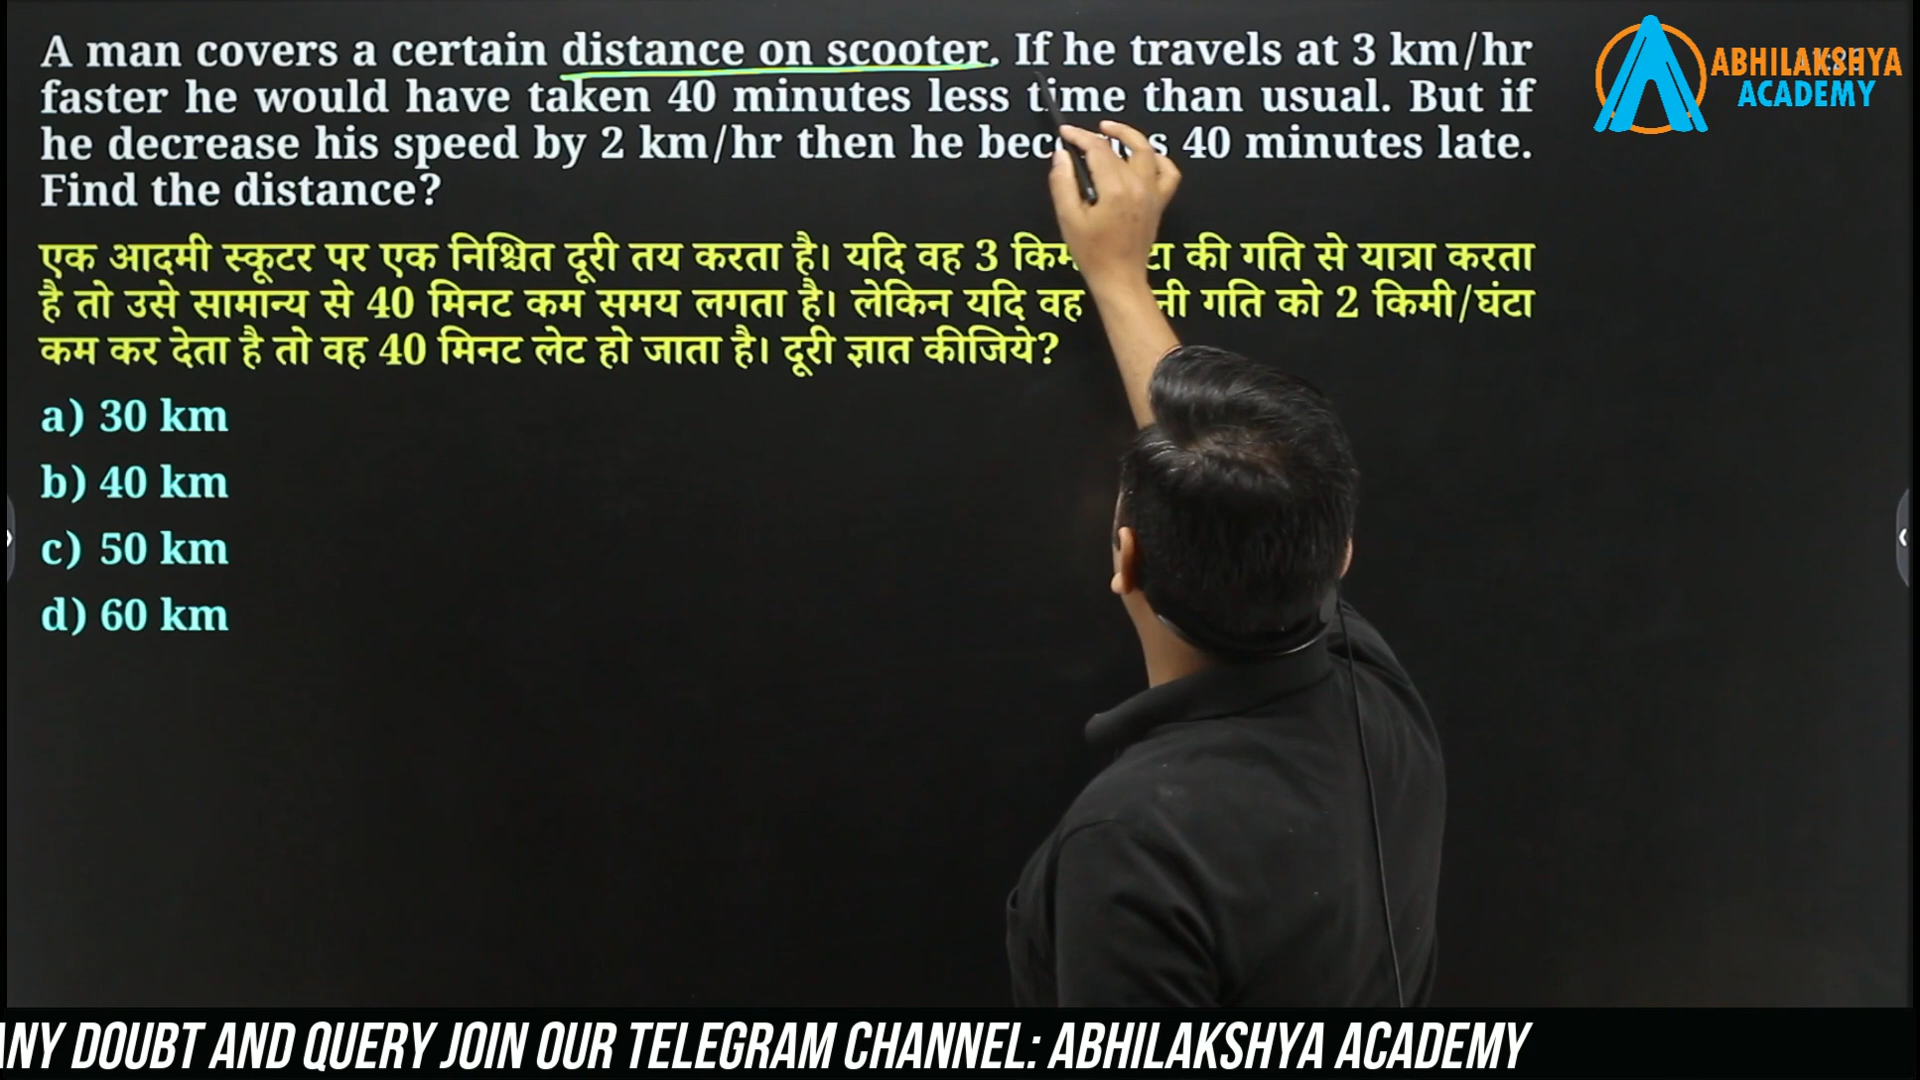 A man covers a certain distance on scooter. If he travels at 3 km/hr
faster he would have taken 40 minutes less time than usual. But if
he decrease his speed by 2 km/hr then he 40 minutes late.
Find the distance?
एक आदमी स्कूटर पर एक निश्चित दूरी तय करता है। यदि वह 3 की गति से यात्रा करता
है तो उसे सामान्य से 40 मिनट कम समय लगता है। लेकिन यदि वह गति को 2 किमी/घंटा
कम कर देता है तो वह 40 मिनट लेट हो जाता है। दूरी ज्ञात कीजिये?
a) 30 km
b) 40 km
c) 50 km
d) 60 km
ABHILAKSHYA
ACADEMY
ANY DOUBT AND QUERY JOIN OUR TELEGRAM CHANNEL: ABHILAKSHYA ACADEMY